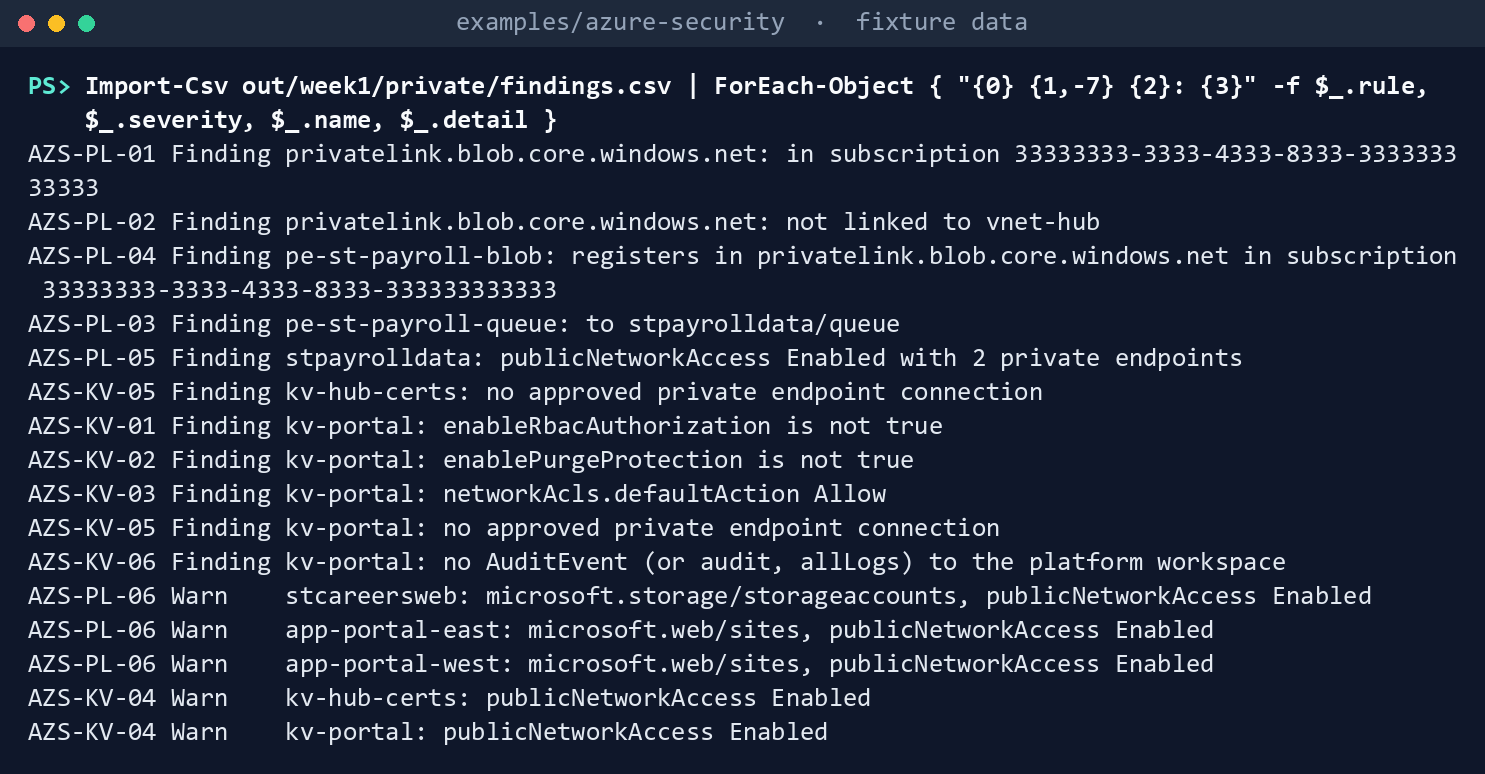 examples/azure-security · fixture data
PS> Import-Csv out/week1/private/findings.csv | ForEach-Object { "{0} {1,-7} {2}: {3}" -f $_.rule,
    $_.severity, $_.name, $_.detail }
AZS-PL-01 Finding privatelink.blob.core.windows.net: in subscription 33333333-3333-4333-8333-3333333
33333
AZS-PL-02 Finding privatelink.blob.core.windows.net: not linked to vnet-hub
AZS-PL-04 Finding pe-st-payroll-blob: registers in privatelink.blob.core.windows.net in subscription
 33333333-3333-4333-8333-333333333333
AZS-PL-03 Finding pe-st-payroll-queue: to stpayrolldata/queue
AZS-PL-05 Finding stpayrolldata: publicNetworkAccess Enabled with 2 private endpoints
AZS-KV-05 Finding kv-hub-certs: no approved private endpoint connection
AZS-KV-01 Finding kv-portal: enableRbacAuthorization is not true
AZS-KV-02 Finding kv-portal: enablePurgeProtection is not true
AZS-KV-03 Finding kv-portal: networkAcls.defaultAction Allow
AZS-KV-05 Finding kv-portal: no approved private endpoint connection
AZS-KV-06 Finding kv-portal: no AuditEvent (or audit, allLogs) to the platform workspace
AZS-PL-06 Warn    stcareersweb: microsoft.storage/storageaccounts, publicNetworkAccess Enabled
AZS-PL-06 Warn    app-portal-east: microsoft.web/sites, publicNetworkAccess Enabled
AZS-PL-06 Warn    app-portal-west: microsoft.web/sites, publicNetworkAccess Enabled
AZS-KV-04 Warn    kv-hub-certs: publicNetworkAccess Enabled
AZS-KV-04 Warn    kv-portal: publicNetworkAccess Enabled